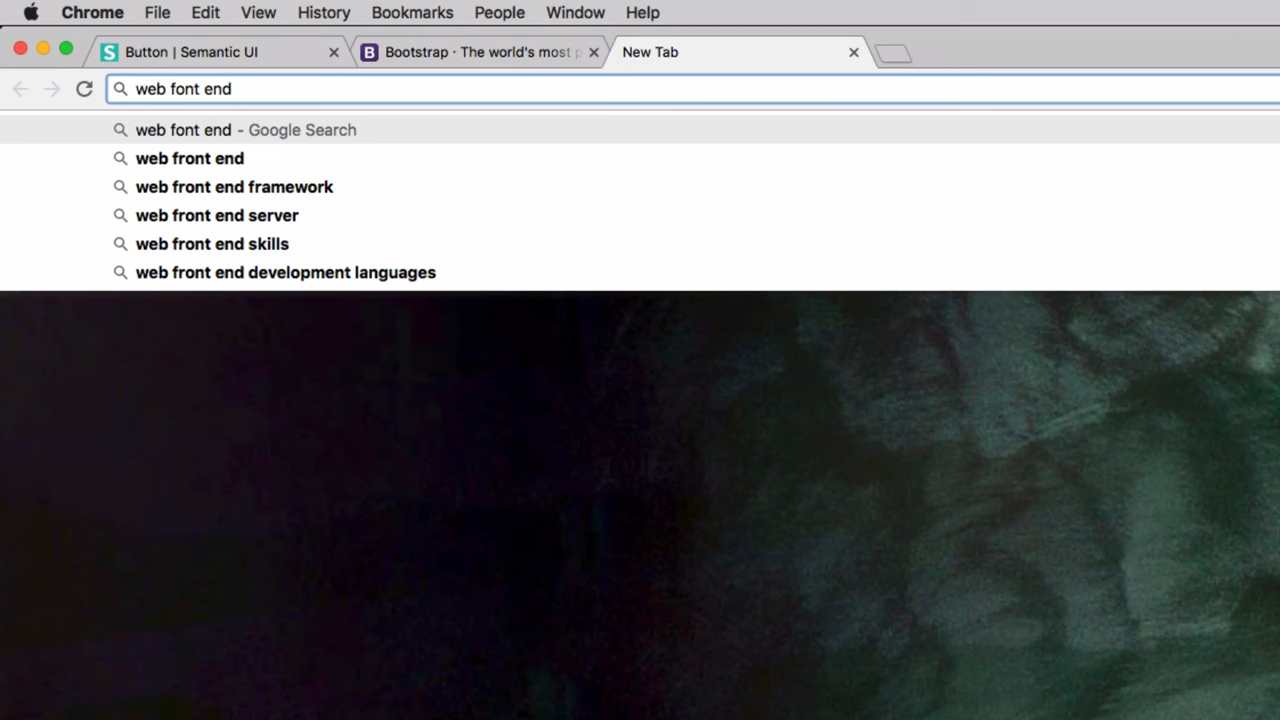 Chrome File Edit View History Bookmarks People Window Help
S Button | Semantic UI B Bootstrap · The world's most p New Tab
web font end
web font end - Google Search
web front end
web front end framework
web front end server
web front end skills
web front end development languages